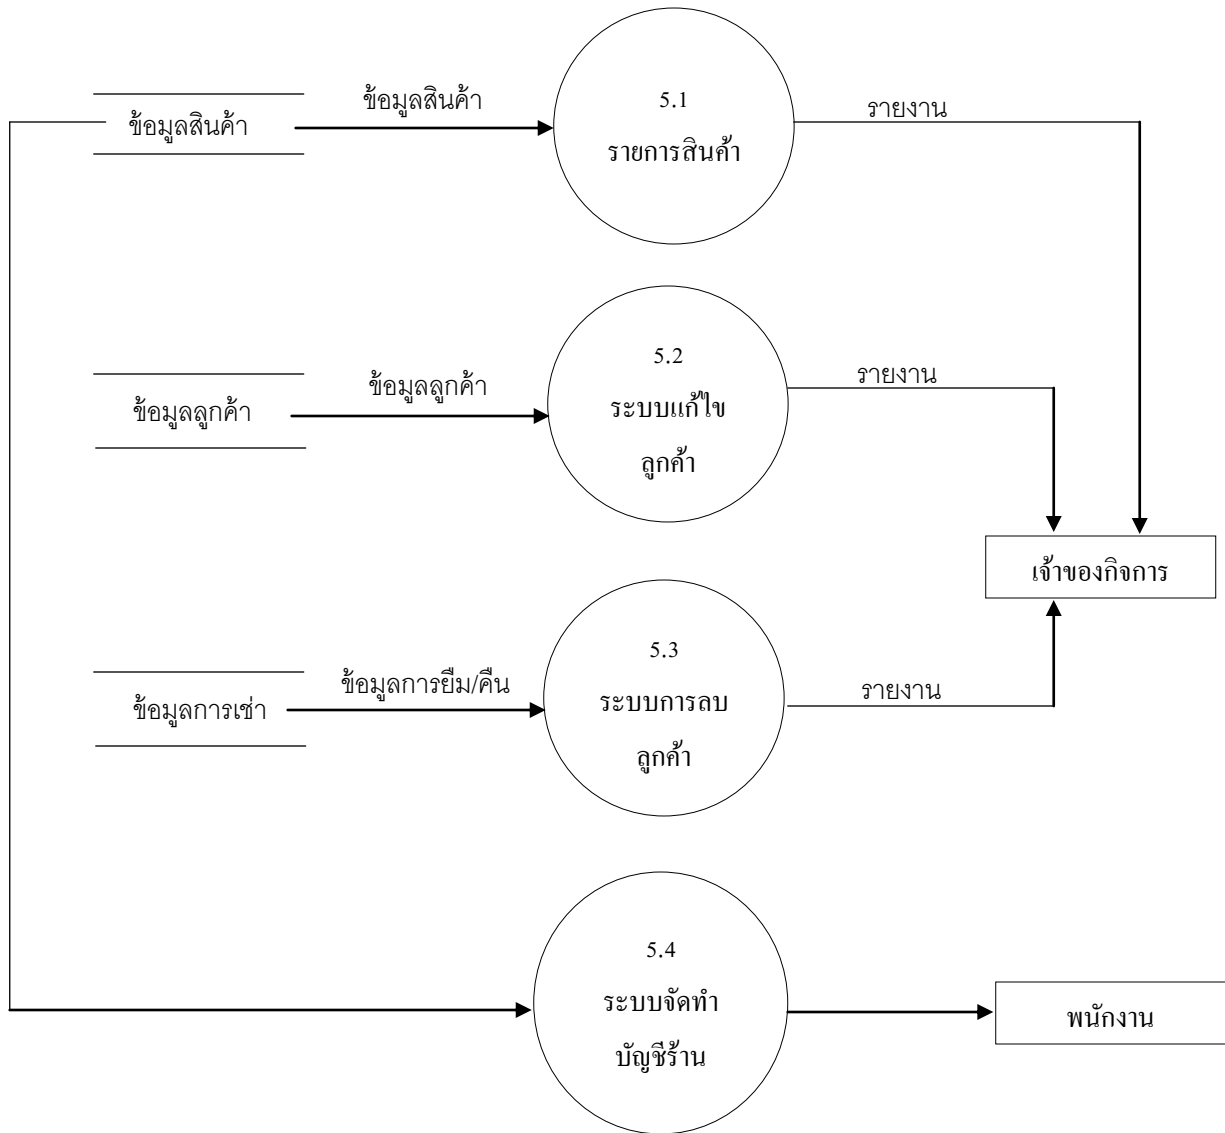 ข้อมูลสินค้า
ข้อมูลสินค้า
5.1
รายการสินค้า
รายงาน
ข้อมูลลูกค้า
ข้อมูลลูกค้า
5.2
ระบบแก้ไข
ลูกค้า
รายงาน
เจ้าของกิจการ
ข้อมูลการเช่า
ข้อมูลการยืม/คืน
5.3
ระบบการลบ
ลูกค้า
รายงาน
5.4
ระบบจัดทำ
บัญชีร้าน
พนักงาน